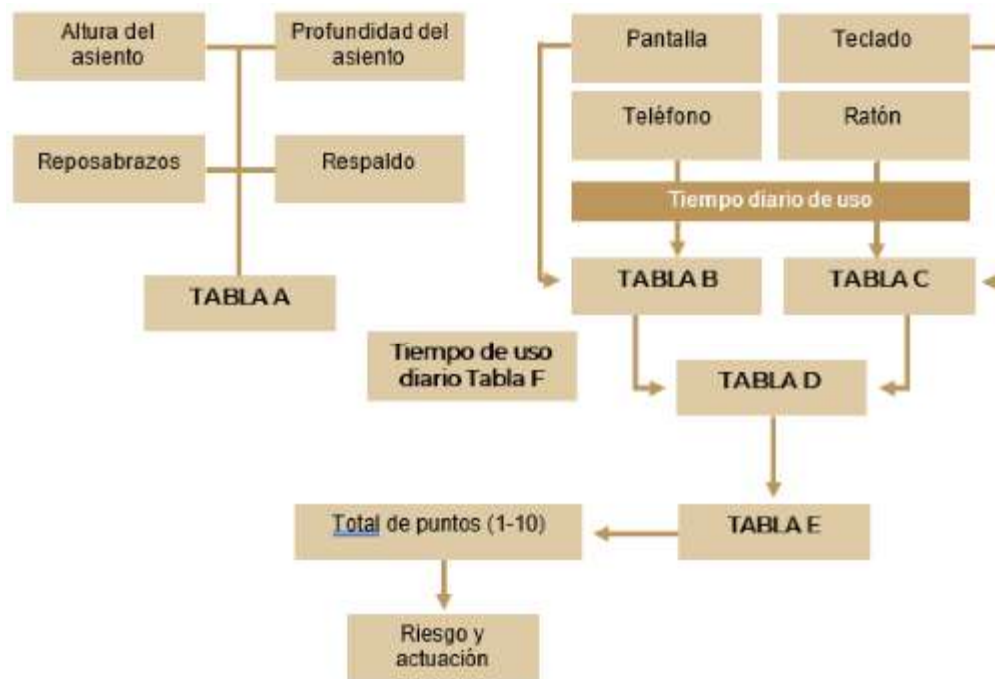 Altura del
asiento
Profundidad del
asiento
Pantalla
Teclado
Teléfono
Ratón
Reposabrazos
Respaldo
Tiempo diario de uso
TABLA A
TABLA B
TABLA C
Tiempo de uso
diario Tabla F
TABLA D
Total de puntos (1-10)
TABLA E
Riesgo y
actuación